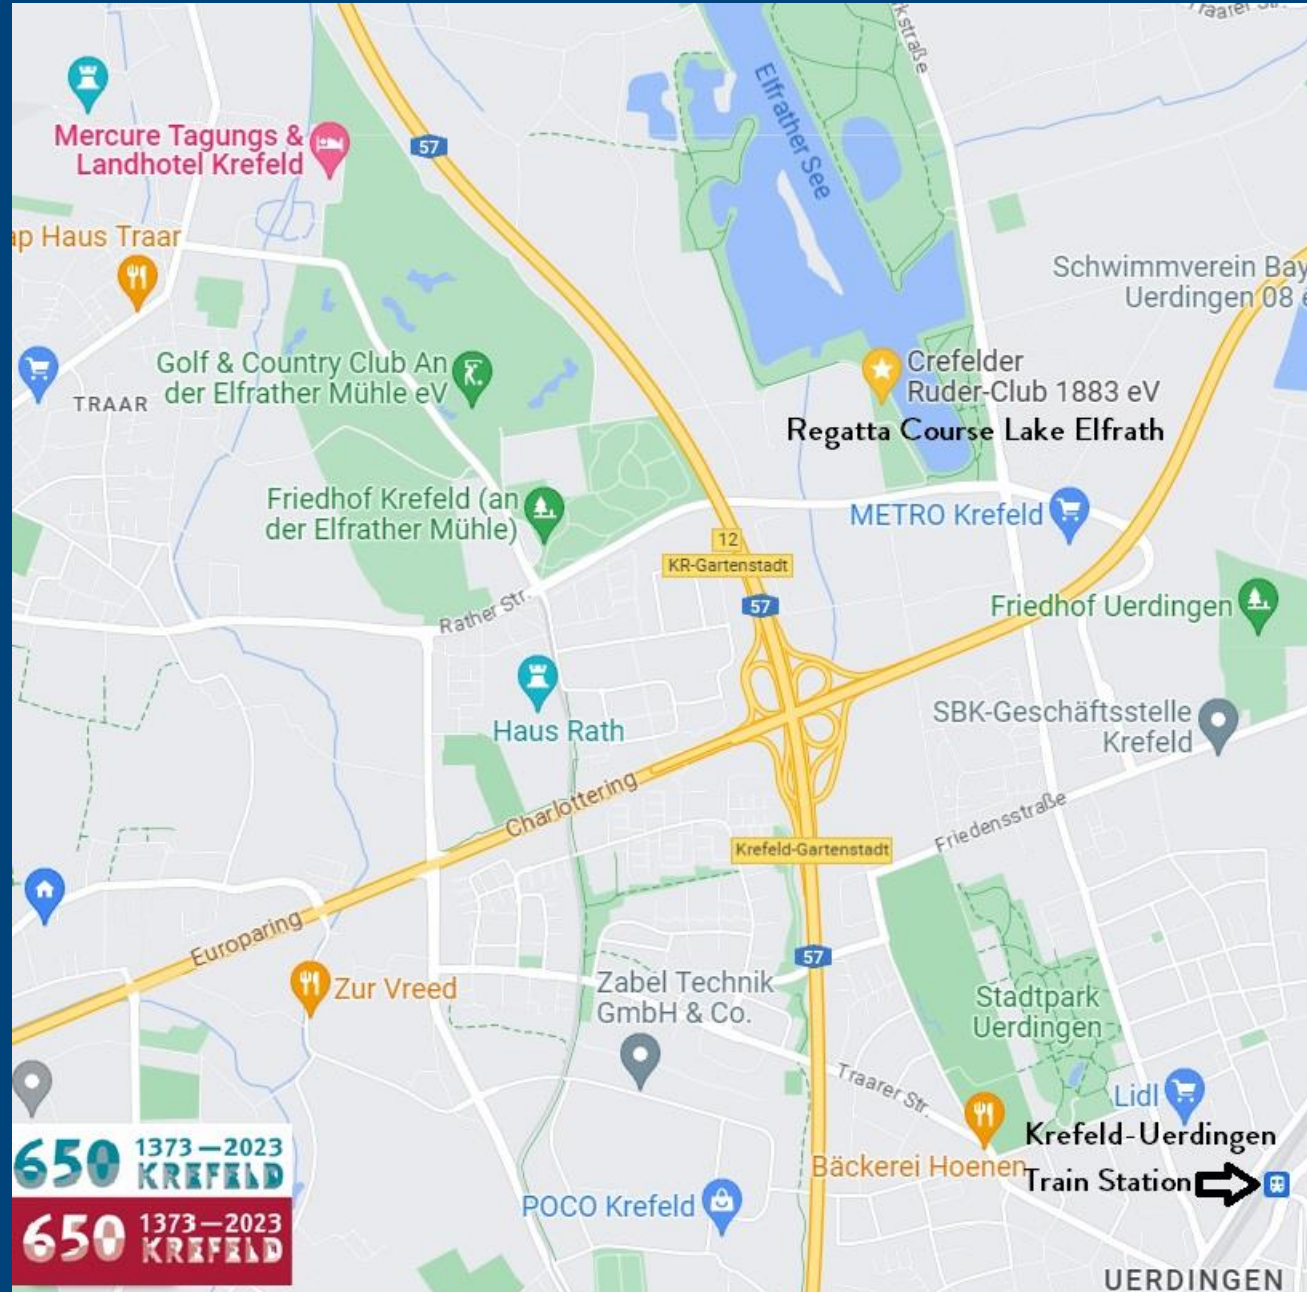 Traarer Str.
Mercure Tagungs &
Landhotel Krefeld
57
Elfrather See
ap Haus Traar
Schwimmverein Bay
Uerdingen 08 e
Golf & Country Club An
der Elfrather Mühle eV
TRAAR
Crefelder
Ruder-Club 1883 eV
Regatta Course Lake Elfrath
Friedhof Krefeld (an
der Elfrather Mühle)
METRO Krefeld
12
KR-Gartenstadt
57
Rather Str.
Friedhof Uerdingen
Haus Rath
SBK-Geschäftsstelle
Krefeld
Charlottering
Friedensstraße
Krefeld-Gartenstadt
Europaring
57
Zur Vreed
Zabel Technik
GmbH & Co.
Stadtpark
Uerdingen
Traarer Str.
Lidl
Krefeld-Uerdingen
Train Station
Bäckerei Hoenen
POCO Krefeld
650 1373—2023
KREFELD
650 1373—2023
KREFELD
UERDINGEN